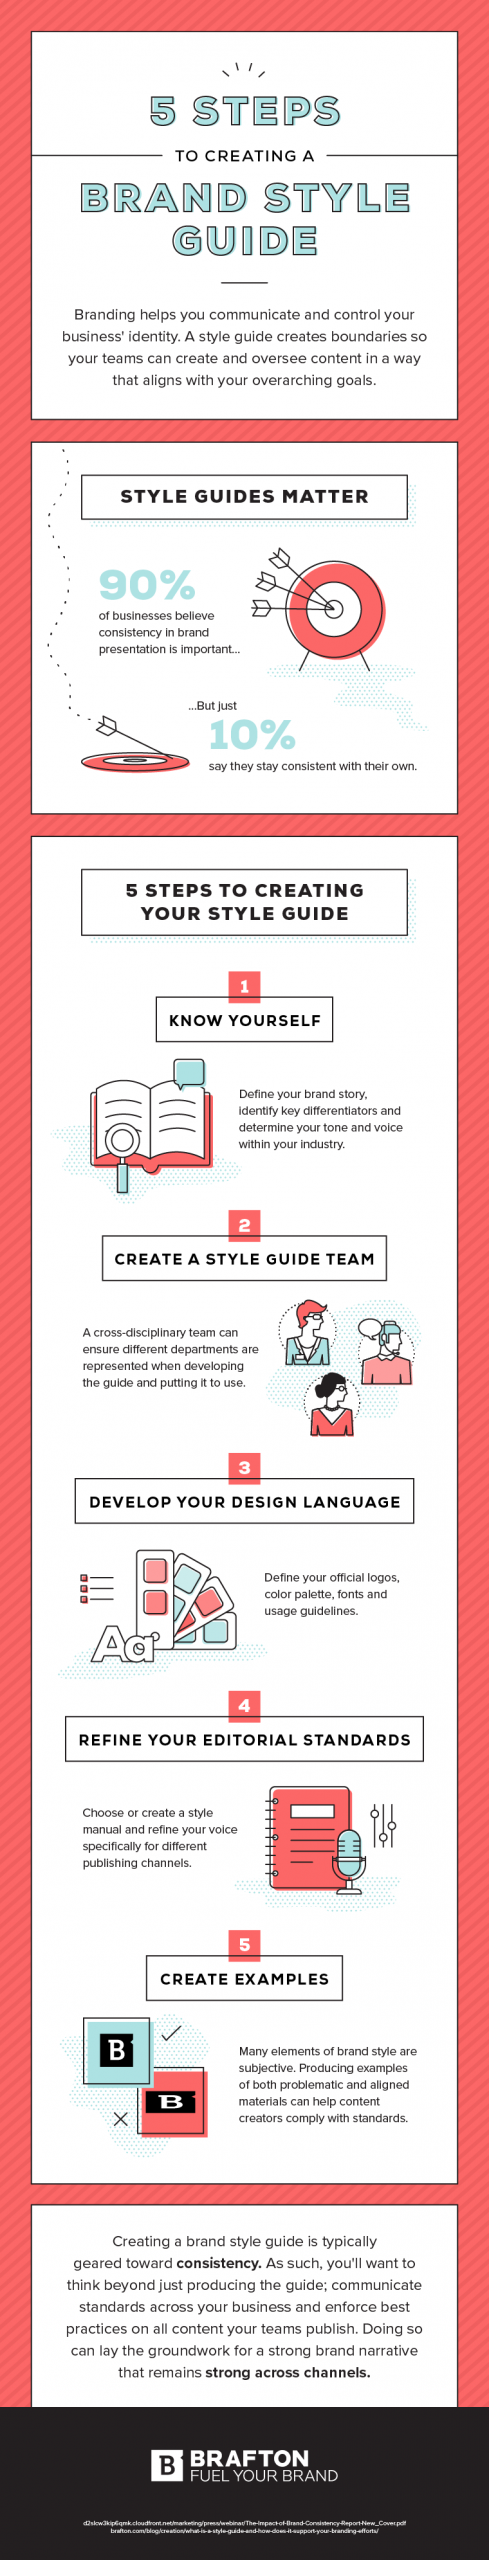 5 STEPS
TO CREATING A
BRAND STYLE
GUIDE
Branding helps you communicate and control your
business' identity. A style guide creates boundaries so
your teams can create and oversee content in a way
that aligns with your overarching goals.
STYLE GUIDES MATTER
90%
of businesses believe
consistency in brand
presentation is important...
...But just
10%
say they stay consistent with their own.
5 STEPS TO CREATING
YOUR STYLE GUIDE
1
KNOW YOURSELF
Define your brand story,
identify key differentiators and
determine your tone and voice
within your industry.
2
CREATE A STYLE GUIDE TEAM
A cross-disciplinary team can
ensure different departments are
represented when developing
the guide and putting it to use.
3
DEVELOP YOUR DESIGN LANGUAGE
Aa
Define your official logos,
color palette, fonts and
usage guidelines.
4
REFINE YOUR EDITORIAL STANDARDS
Choose or create a style
manual and refine your voice
specifically for different
publishing channels.
5
CREATE EXAMPLES
B
B
Many elements of brand style are
subjective. Producing examples
of both problematic and aligned
materials can help content
creators comply with standards.
Creating a brand style guide is typically
geared toward consistency. As such, you'll want to
think beyond just producing the guide; communicate
standards across your business and enforce best
practices on all content your teams publish. Doing so
can lay the groundwork for a strong brand narrative
that remains strong across channels.
B BRAFTON
FUEL YOUR BRAND
d2slcw3kip6qmk.cloudfront.net/marketing/press/webinar/The-Impact-of-Brand-Consistency-Report-New_Cover.pdf
brafton.com/blog/creation/what-is-a-style-guide-and-how-does-it-support-your-branding-efforts/